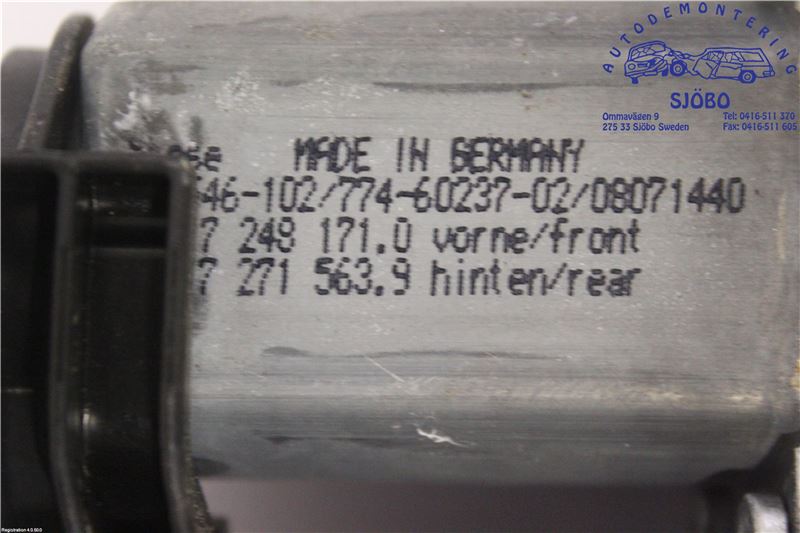 AUTODEMONTERING
SJÖBO
Ommavägen 9
275 33 Sjöbo Sweden
Tel: 0416-511 370
Fax: 0416-511 605
MADE IN GERMANY
46-102/774-60237-02/08071440
7 248 171.0 vorne/front
7 271 563.9 hinten/rear
Registration 4.0.60.0